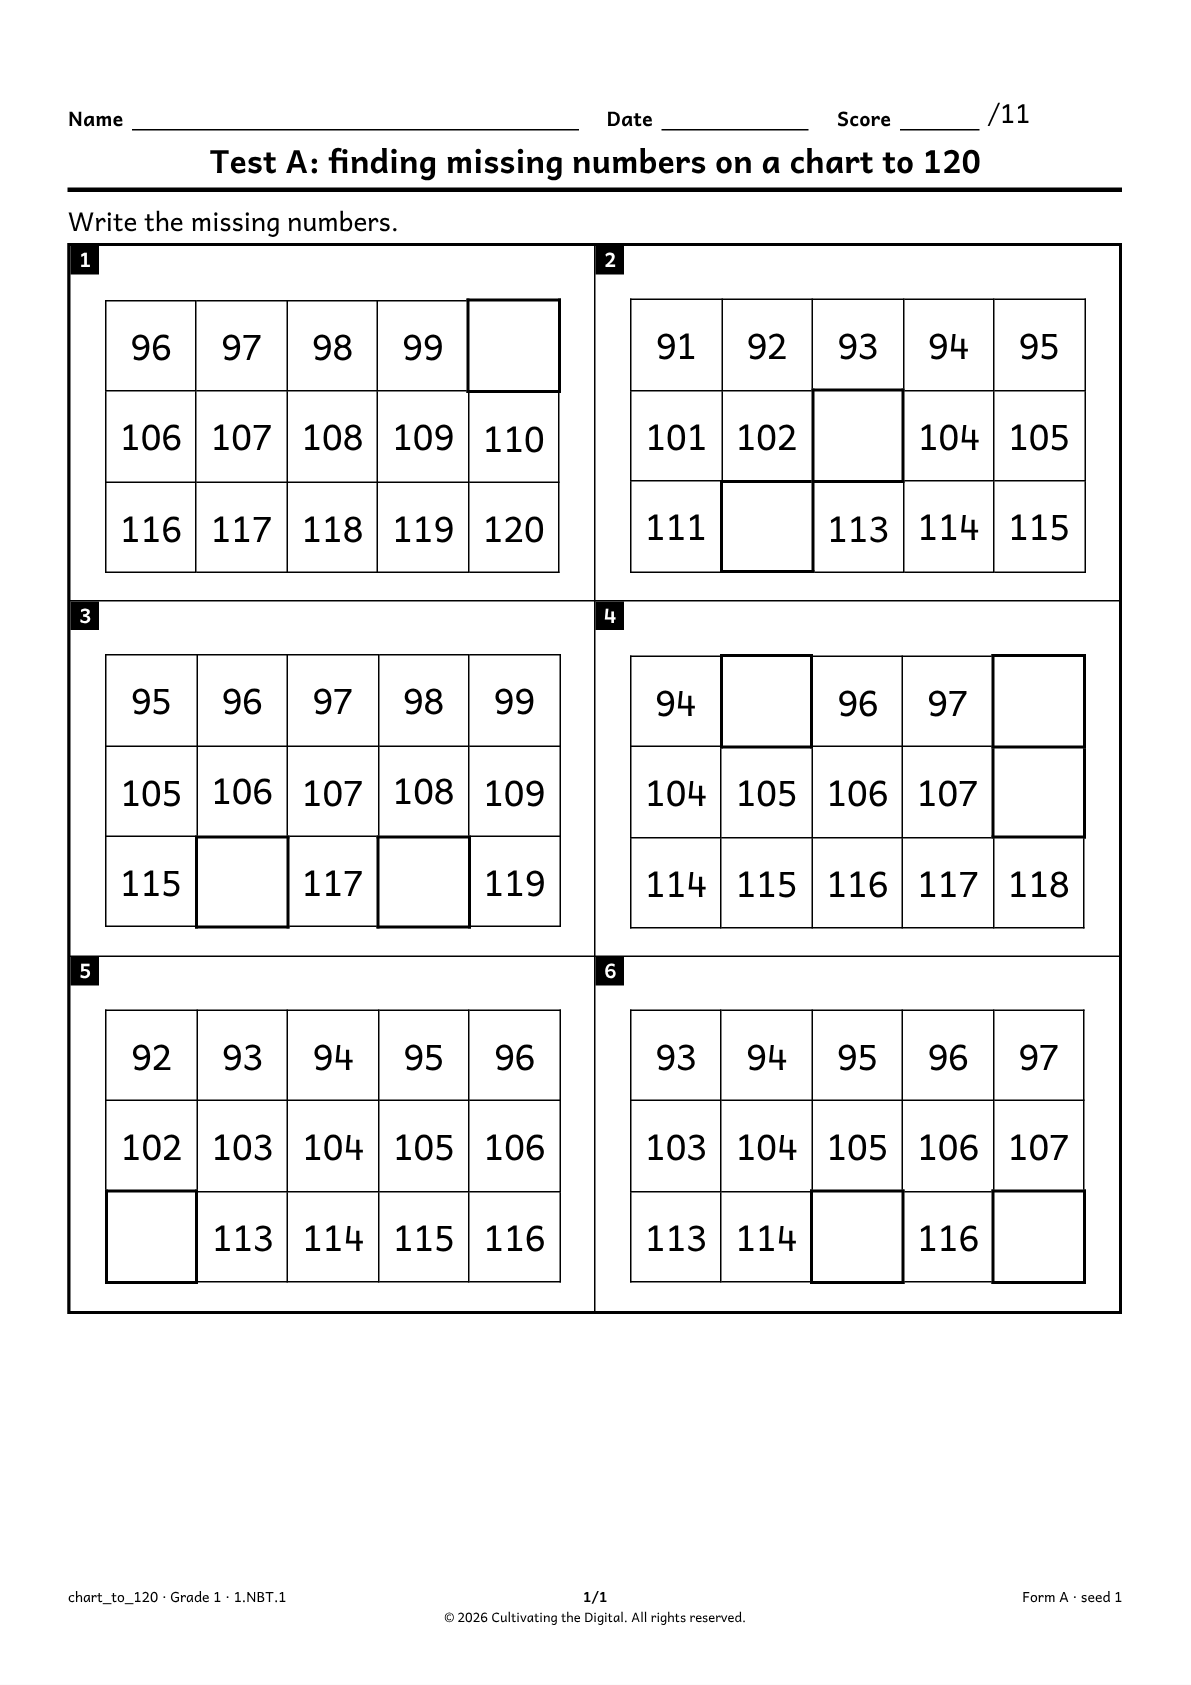 Name Date Score /11
Test A: finding missing numbers on a chart to 120
Write the missing numbers.
1
96 97 98 99
106 107 108 109 110
116 117 118 119 120
2
91 92 93 94 95
101 102 104 105
111 113 114 115
3
95 96 97 98 99
105 106 107 108 109
115 117 119
4
94 96 97
104 105 106 107
114 115 116 117 118
5
92 93 94 95 96
102 103 104 105 106
113 114 115 116
6
93 94 95 96 97
103 104 105 106 107
113 114 116
chart_to_120 · Grade 1 · 1.NBT.1 1/1 Form A · seed 1
© 2026 Cultivating the Digital. All rights reserved.